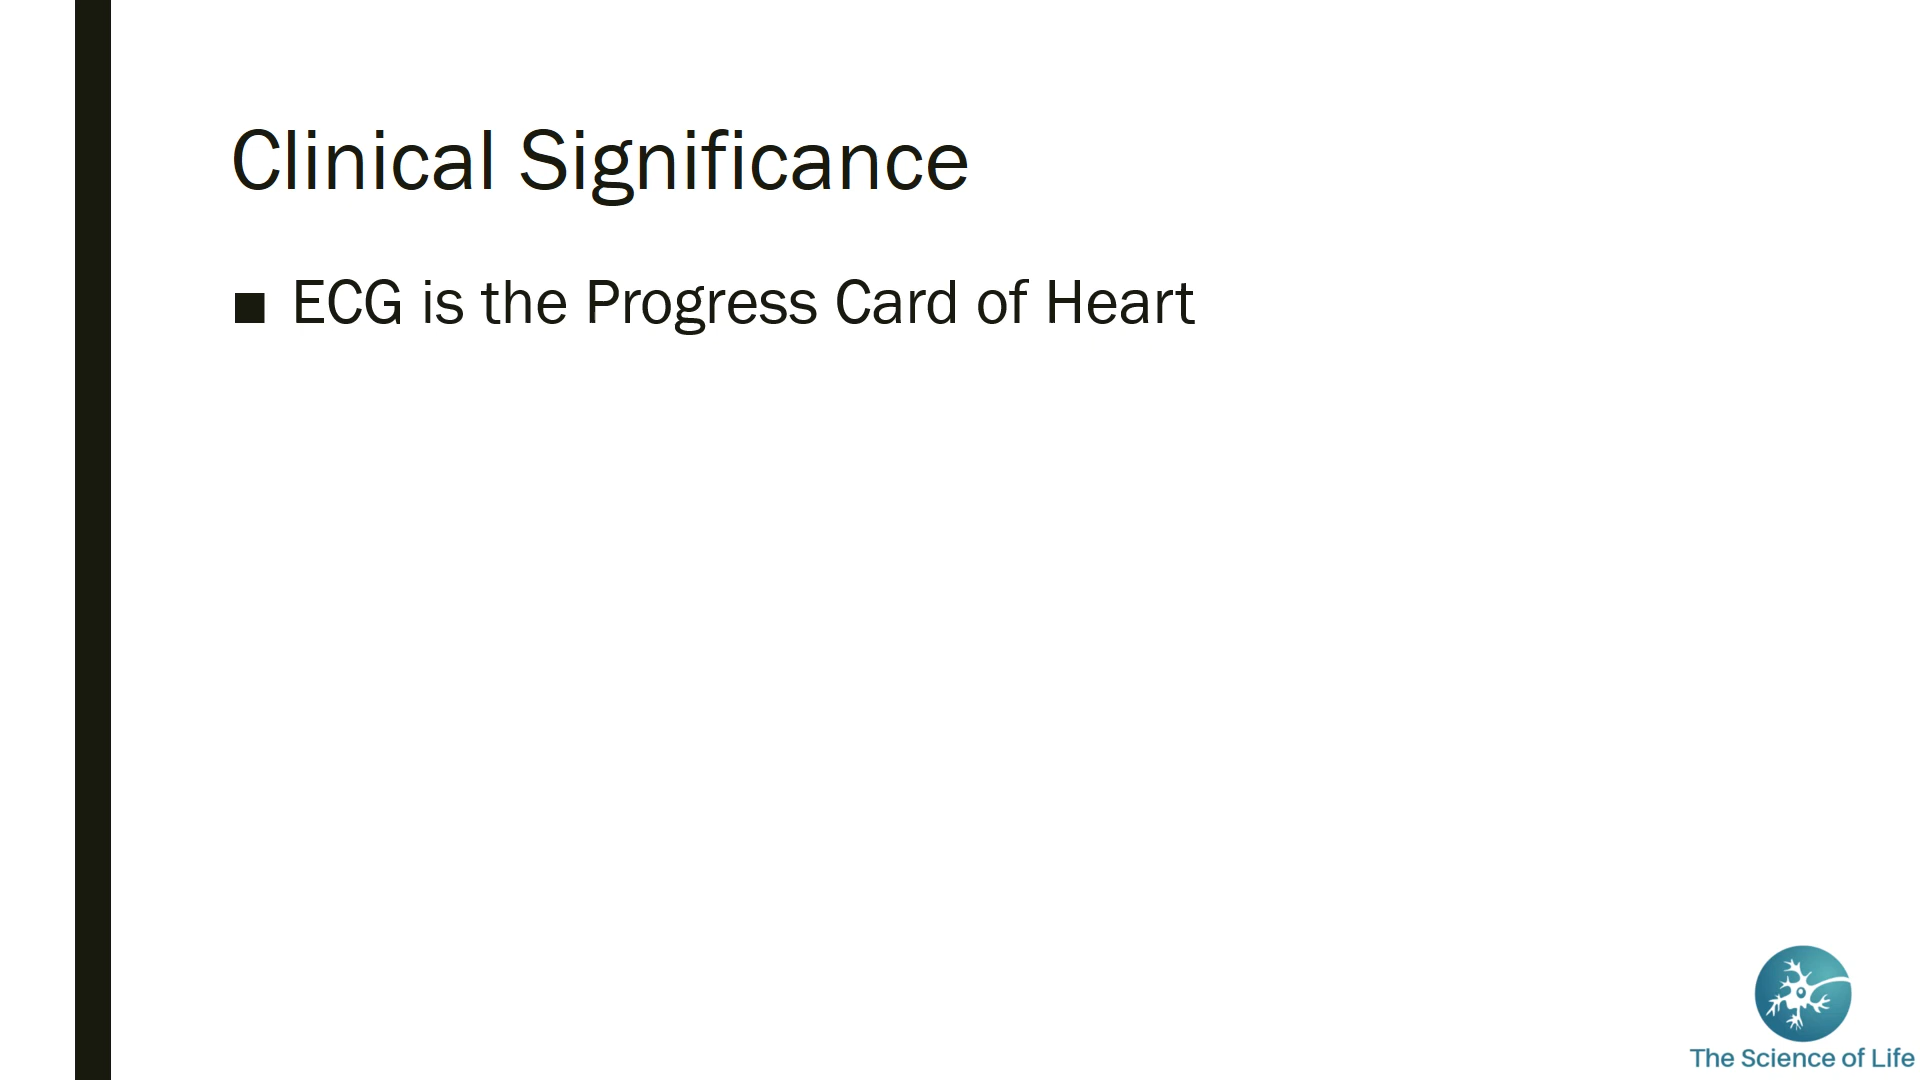 Clinical Significance
■ ECG is the Progress Card of Heart
The Science of Life